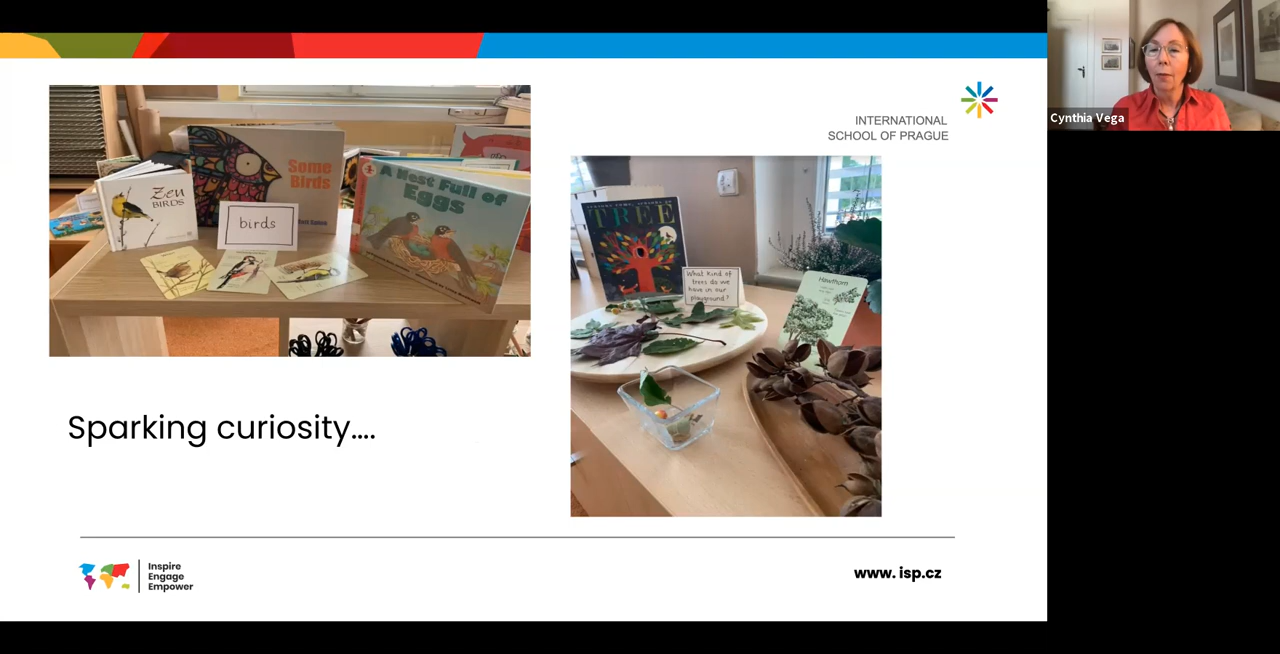 Zen
BIRDS
Some
Birds
birds
A Nest Full of
Eggs
Sparking curiosity....
INTERNATIONAL
SCHOOL OF PRAGUE
TREE
What kind of
trees do we
have in our
playground?
Hawthorn
Inspire
Engage
Empower
www. isp.cz
Cynthia Vega